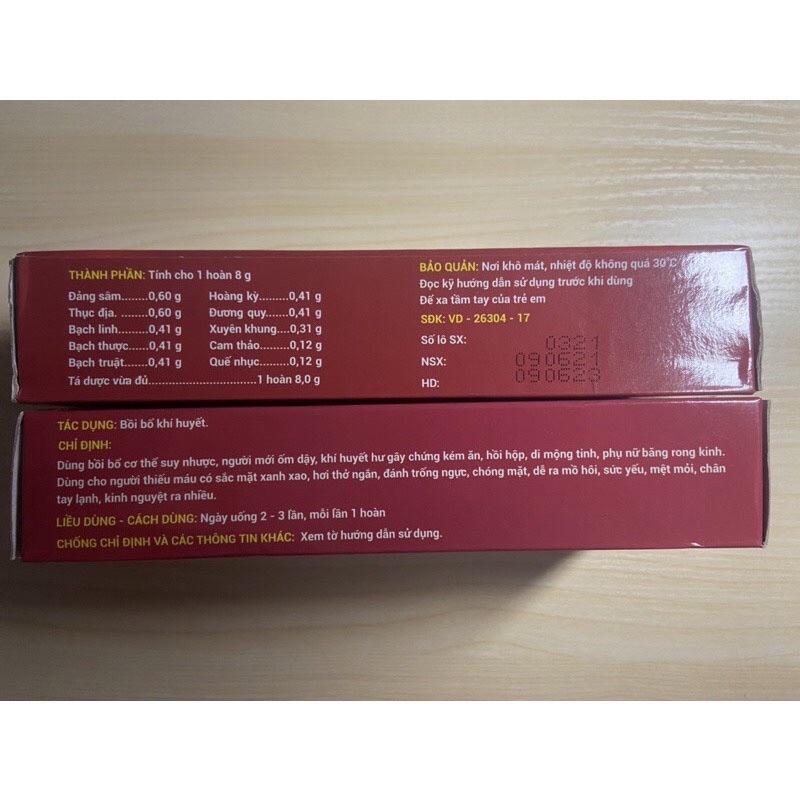 THÀNH PHẦN: Tính cho 1 hoàn 8 g
Đảng sâm.......0,60 g Hoàng kỳ.........0,41 g
Thục địa. .......0,60 g Đương quy......0,41 g
Bạch linh........0,41 g Xuyên khung...0,31 g
Bạch thược....0,41 g Cam thảo........0,12 g
Bạch truật......0,41 g Quế nhục........0,12 g
Tá dược vừa đủ............................1 hoàn 8,0 g
BẢO QUẢN: Nơi khô mát, nhiệt độ không quá 30°C
Đọc kỹ hướng dẫn sử dụng trước khi dùng
Để xa tầm tay của trẻ em
SĐK: VD - 26304 - 17
Số lô SX: 0321
NSX: 090621
HD: 090623
TÁC DỤNG: Bồi bổ khí huyết.
CHỈ ĐỊNH:
Dùng bồi bổ cơ thể suy nhược, người mới ốm dậy, khí huyết hư gây chứng kém ăn, hồi hộp, di mộng tinh, phụ nữ băng rong kinh.
Dùng cho người thiếu máu có sắc mặt xanh xao, hơi thở ngắn, đánh trống ngực, chóng mặt, dễ ra mồ hôi, sức yếu, mệt mỏi, chân
tay lạnh, kinh nguyệt ra nhiều.
LIỀU DÙNG - CÁCH DÙNG: Ngày uống 2 - 3 lần, mỗi lần 1 hoàn
CHỐNG CHỈ ĐỊNH VÀ CÁC THÔNG TIN KHÁC: Xem tờ hướng dẫn sử dụng.